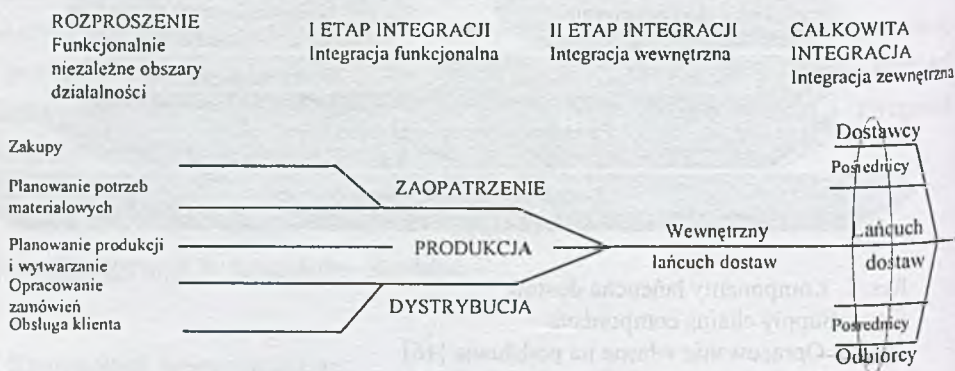 ROZPROSZENIE
Funkcjonalnie
niezależne obszary
działalności
I ETAP INTEGRACJI
Integracja funkcjonalna
II ETAP INTEGRACJI
Integracja wewnętrzna
CAŁKOWITA
INTEGRACJA
Integracja zewnętrzna
Zakupy
Planowanie potrzeb
materiałowych
Planowanie produkcji
i wytwarzanie
Opracowanie
zamówień
Obsługa klienta
ZAOPATRZENIE
PRODUKCJA
DYSTRYBUCJA
Wewnętrzny
łańcuch dostaw
Dostawcy
Pośrednicy
Łańcuch
dostaw
Pośrednicy
Odbiorcy